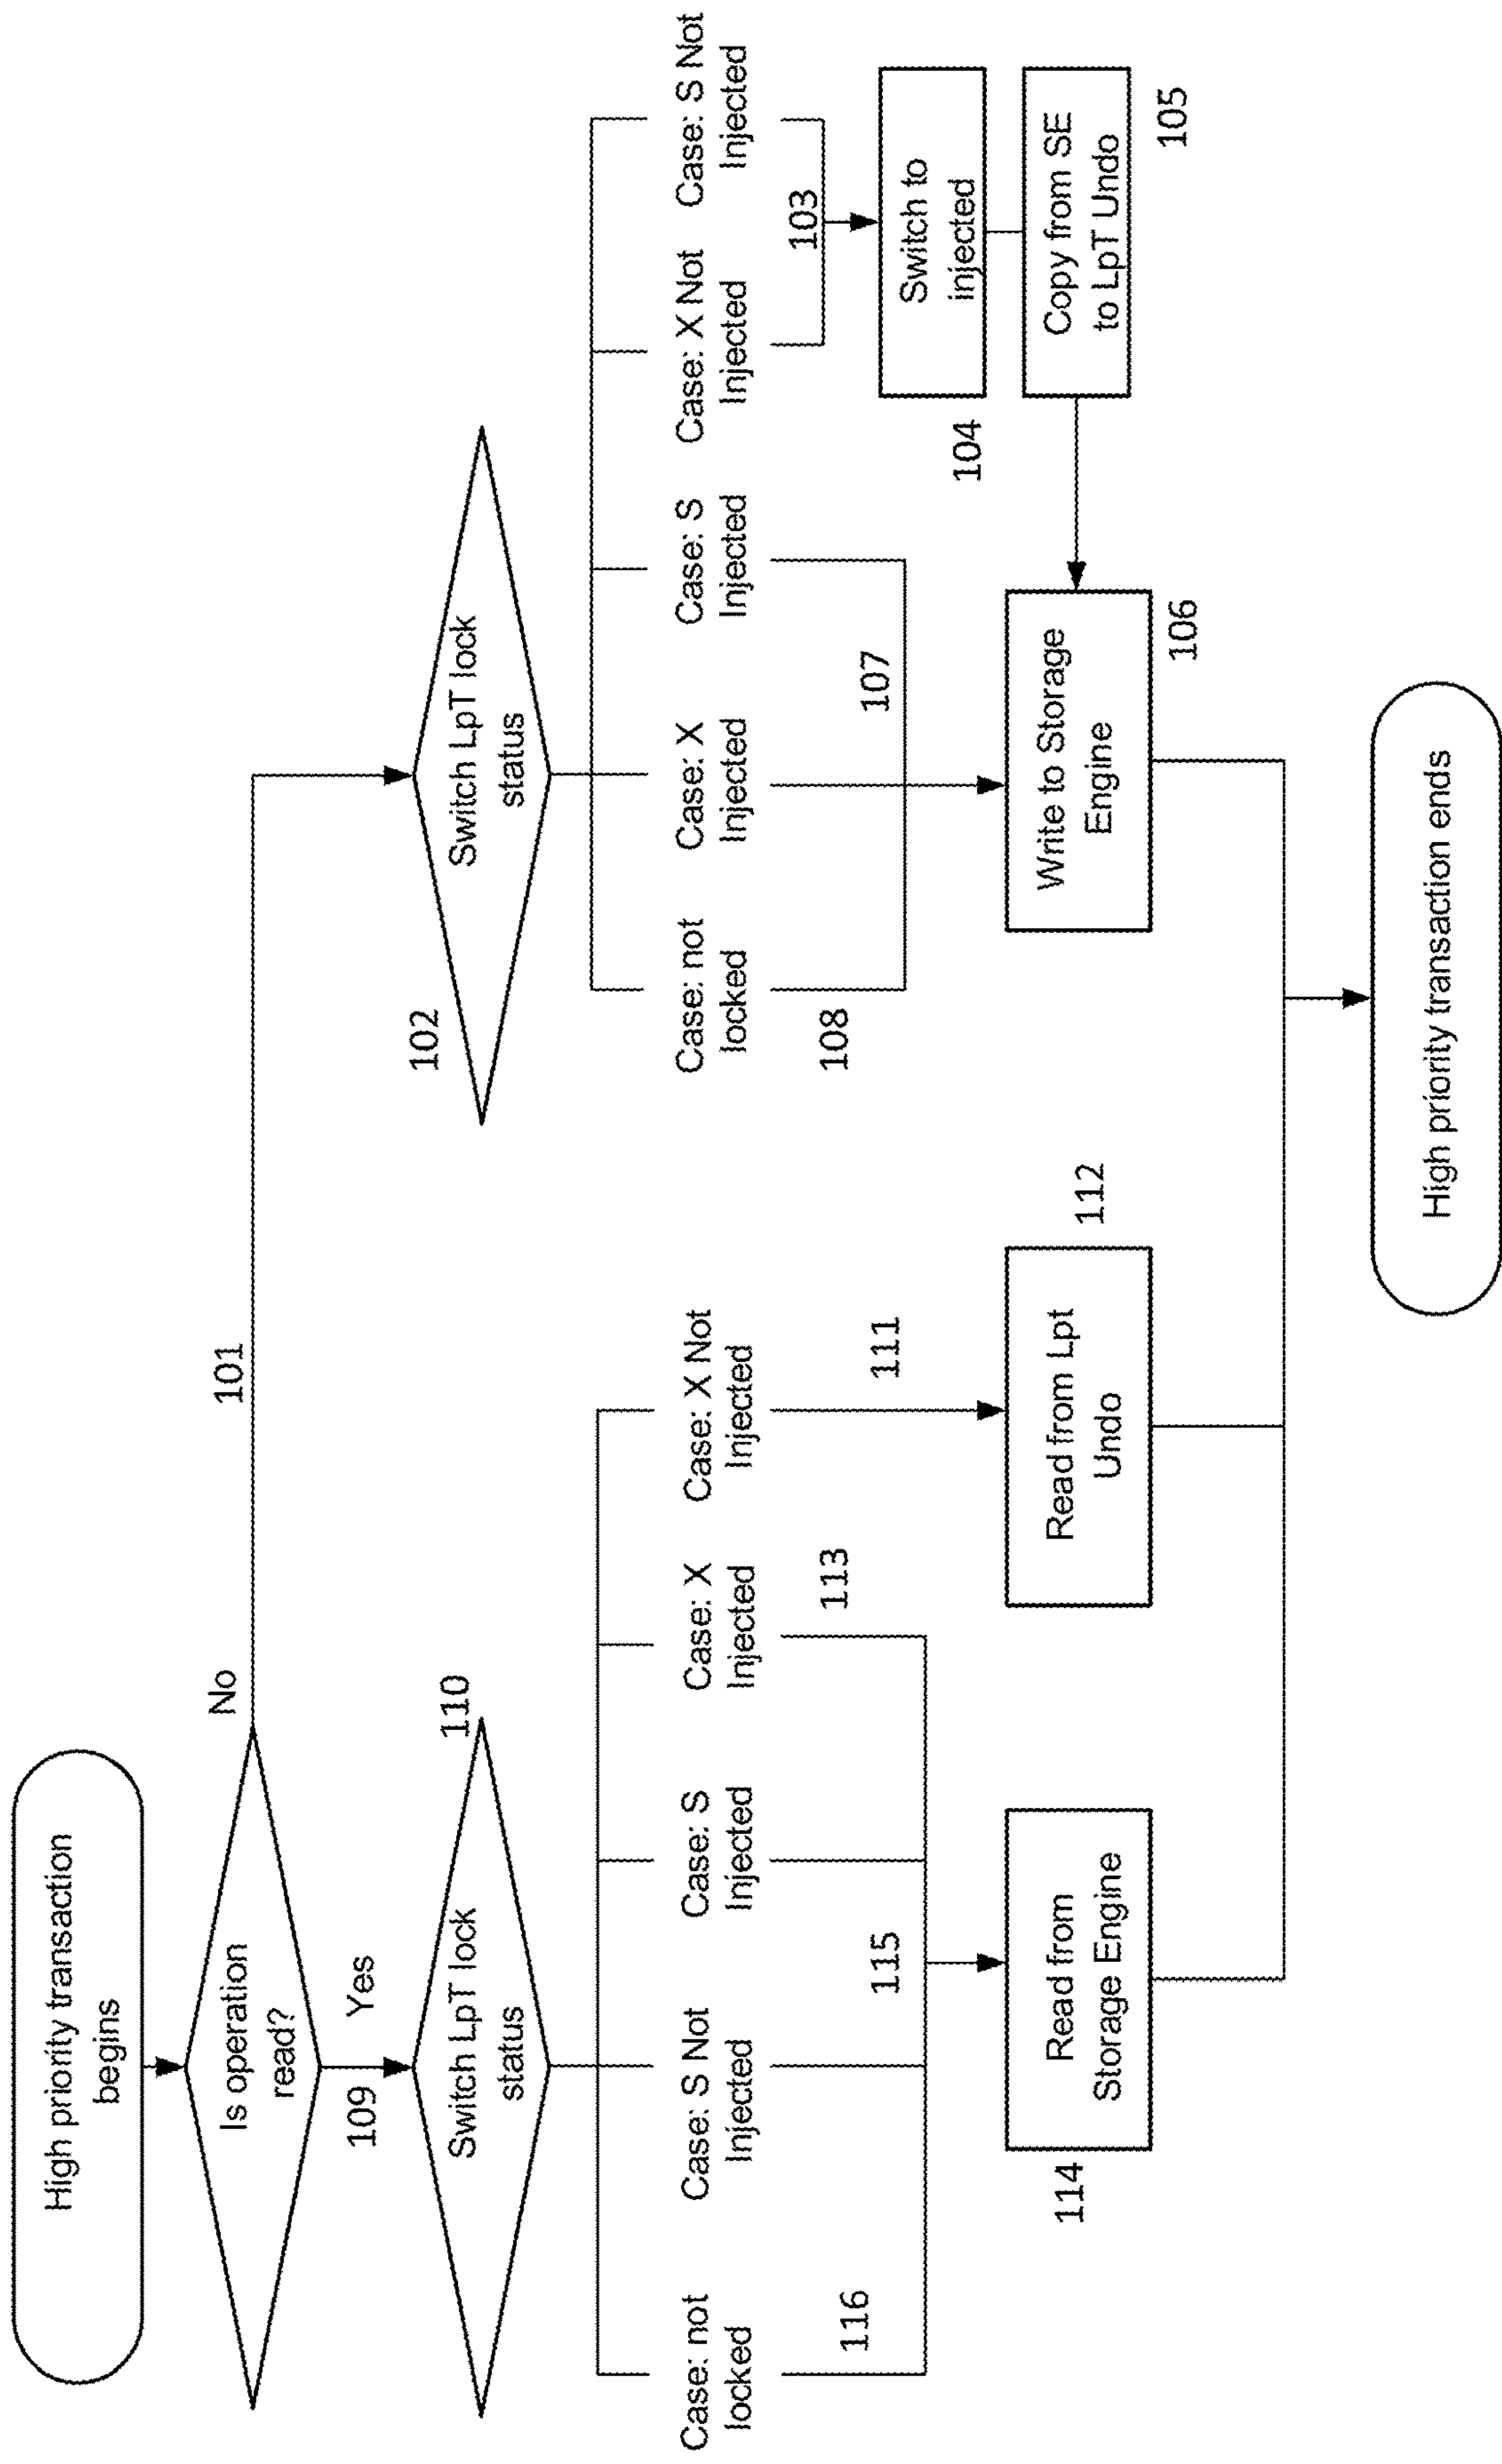 High priority transaction
begins
Is operation
read?
No
101
109
Yes
Switch LpT lock
status
110
102
Switch LpT lock
status
Case: not
locked
Case: S Not
Injected
Case: S
Injected
Case: X
Injected
Case: X Not
Injected
Case: not
locked
Case: X
Injected
Case: S
Injected
Case: X Not
Injected
Case: S Not
Injected
116
115
113
111
108
107
103
Switch to
injected
104
Copy from SE
to LpT Undo
105
114
Read from
Storage Engine
Read from Lpt
Undo
112
Write to Storage
Engine
106
High priority transaction ends